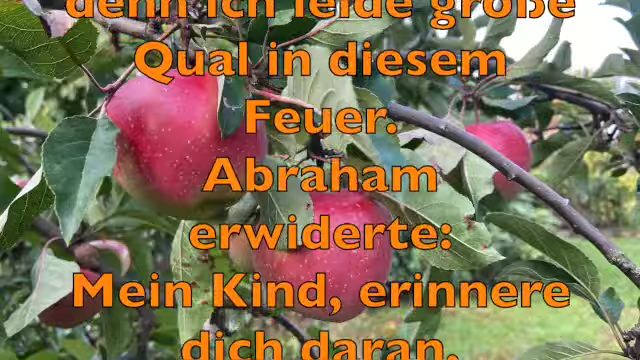 denn ich leide große
Qual in diesem
Feuer.
Abraham
erwiderte:
Mein Kind, erinnere
dich daran,